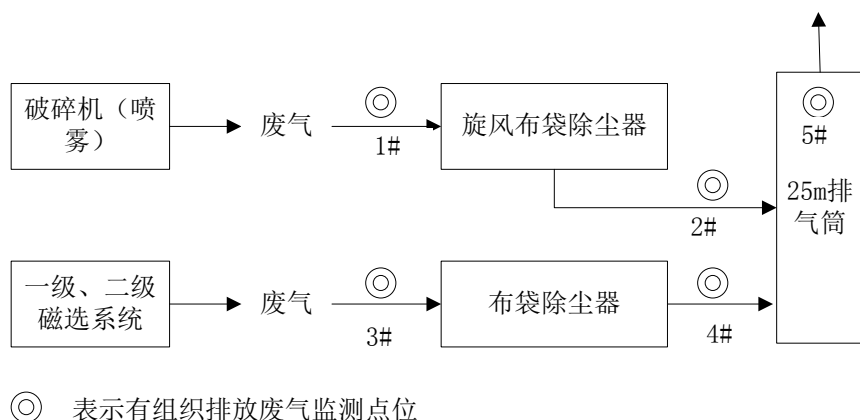 破碎机（喷
雾）
废气
1#
旋风布袋除尘器
2#
5#
25m排
气筒
一级、二级
磁选系统
废气
3#
布袋除尘器
4#
表示有组织排放废气监测点位